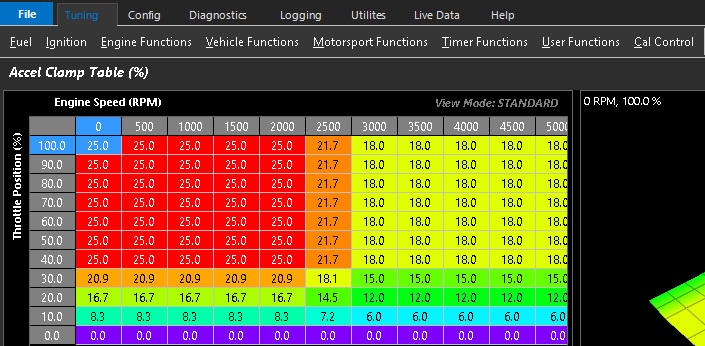 File Tuning Config Diagnostics Logging Utilites Live Data Help
Fuel Ignition Engine Functions Vehicle Functions Motorsport Functions Timer Functions User Functions Cal Control
Accel Clamp Table (%)
Engine Speed (RPM) View Mode: STANDARD
0 RPM, 100.0 %
Throttle Position (%)
0 500 1000 1500 2000 2500 3000 3500 4000 4500 5000
100.0 25.0 25.0 25.0 25.0 25.0 21.7 18.0 18.0 18.0 18.0 18.0
90.0 25.0 25.0 25.0 25.0 25.0 21.7 18.0 18.0 18.0 18.0 18.0
80.0 25.0 25.0 25.0 25.0 25.0 21.7 18.0 18.0 18.0 18.0 18.0
70.0 25.0 25.0 25.0 25.0 25.0 21.7 18.0 18.0 18.0 18.0 18.0
60.0 25.0 25.0 25.0 25.0 25.0 21.7 18.0 18.0 18.0 18.0 18.0
50.0 25.0 25.0 25.0 25.0 25.0 21.7 18.0 18.0 18.0 18.0 18.0
40.0 25.0 25.0 25.0 25.0 25.0 21.7 18.0 18.0 18.0 18.0 18.0
30.0 20.9 20.9 20.9 20.9 20.9 18.1 15.0 15.0 15.0 15.0 15.0
20.0 16.7 16.7 16.7 16.7 16.7 14.5 12.0 12.0 12.0 12.0 12.0
10.0 8.3 8.3 8.3 8.3 8.3 7.2 6.0 6.0 6.0 6.0 6.0
0.0 0.0 0.0 0.0 0.0 0.0 0.0 0.0 0.0 0.0 0.0 0.0